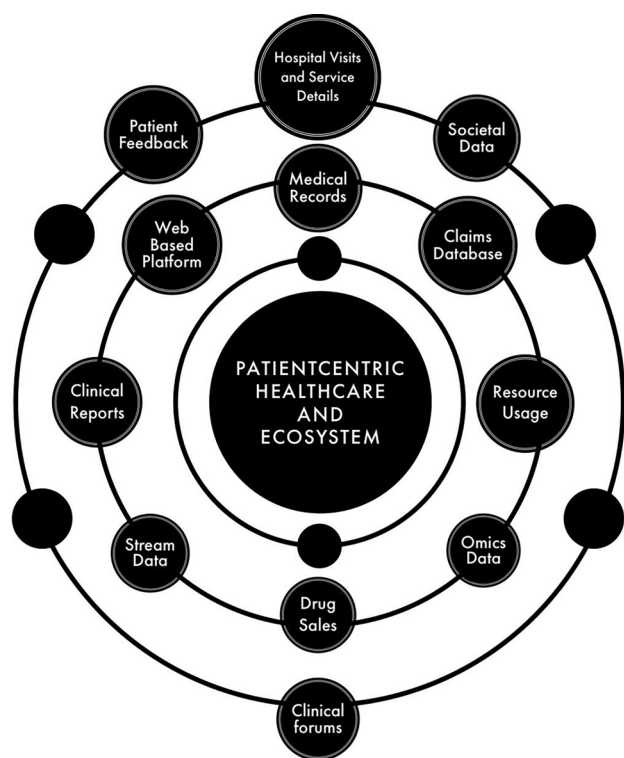 Hospital Visits
and Service
Details
Patient
Feedback
Societal
Data
Medical
Records
Web
Based
Platform
Claims
Database
PATIENTCENTRIC
HEALTHCARE
AND
ECOSYSTEM
Clinical
Reports
Resource
Usage
Stream
Data
Omics
Data
Drug
Sales
Clinical
forums